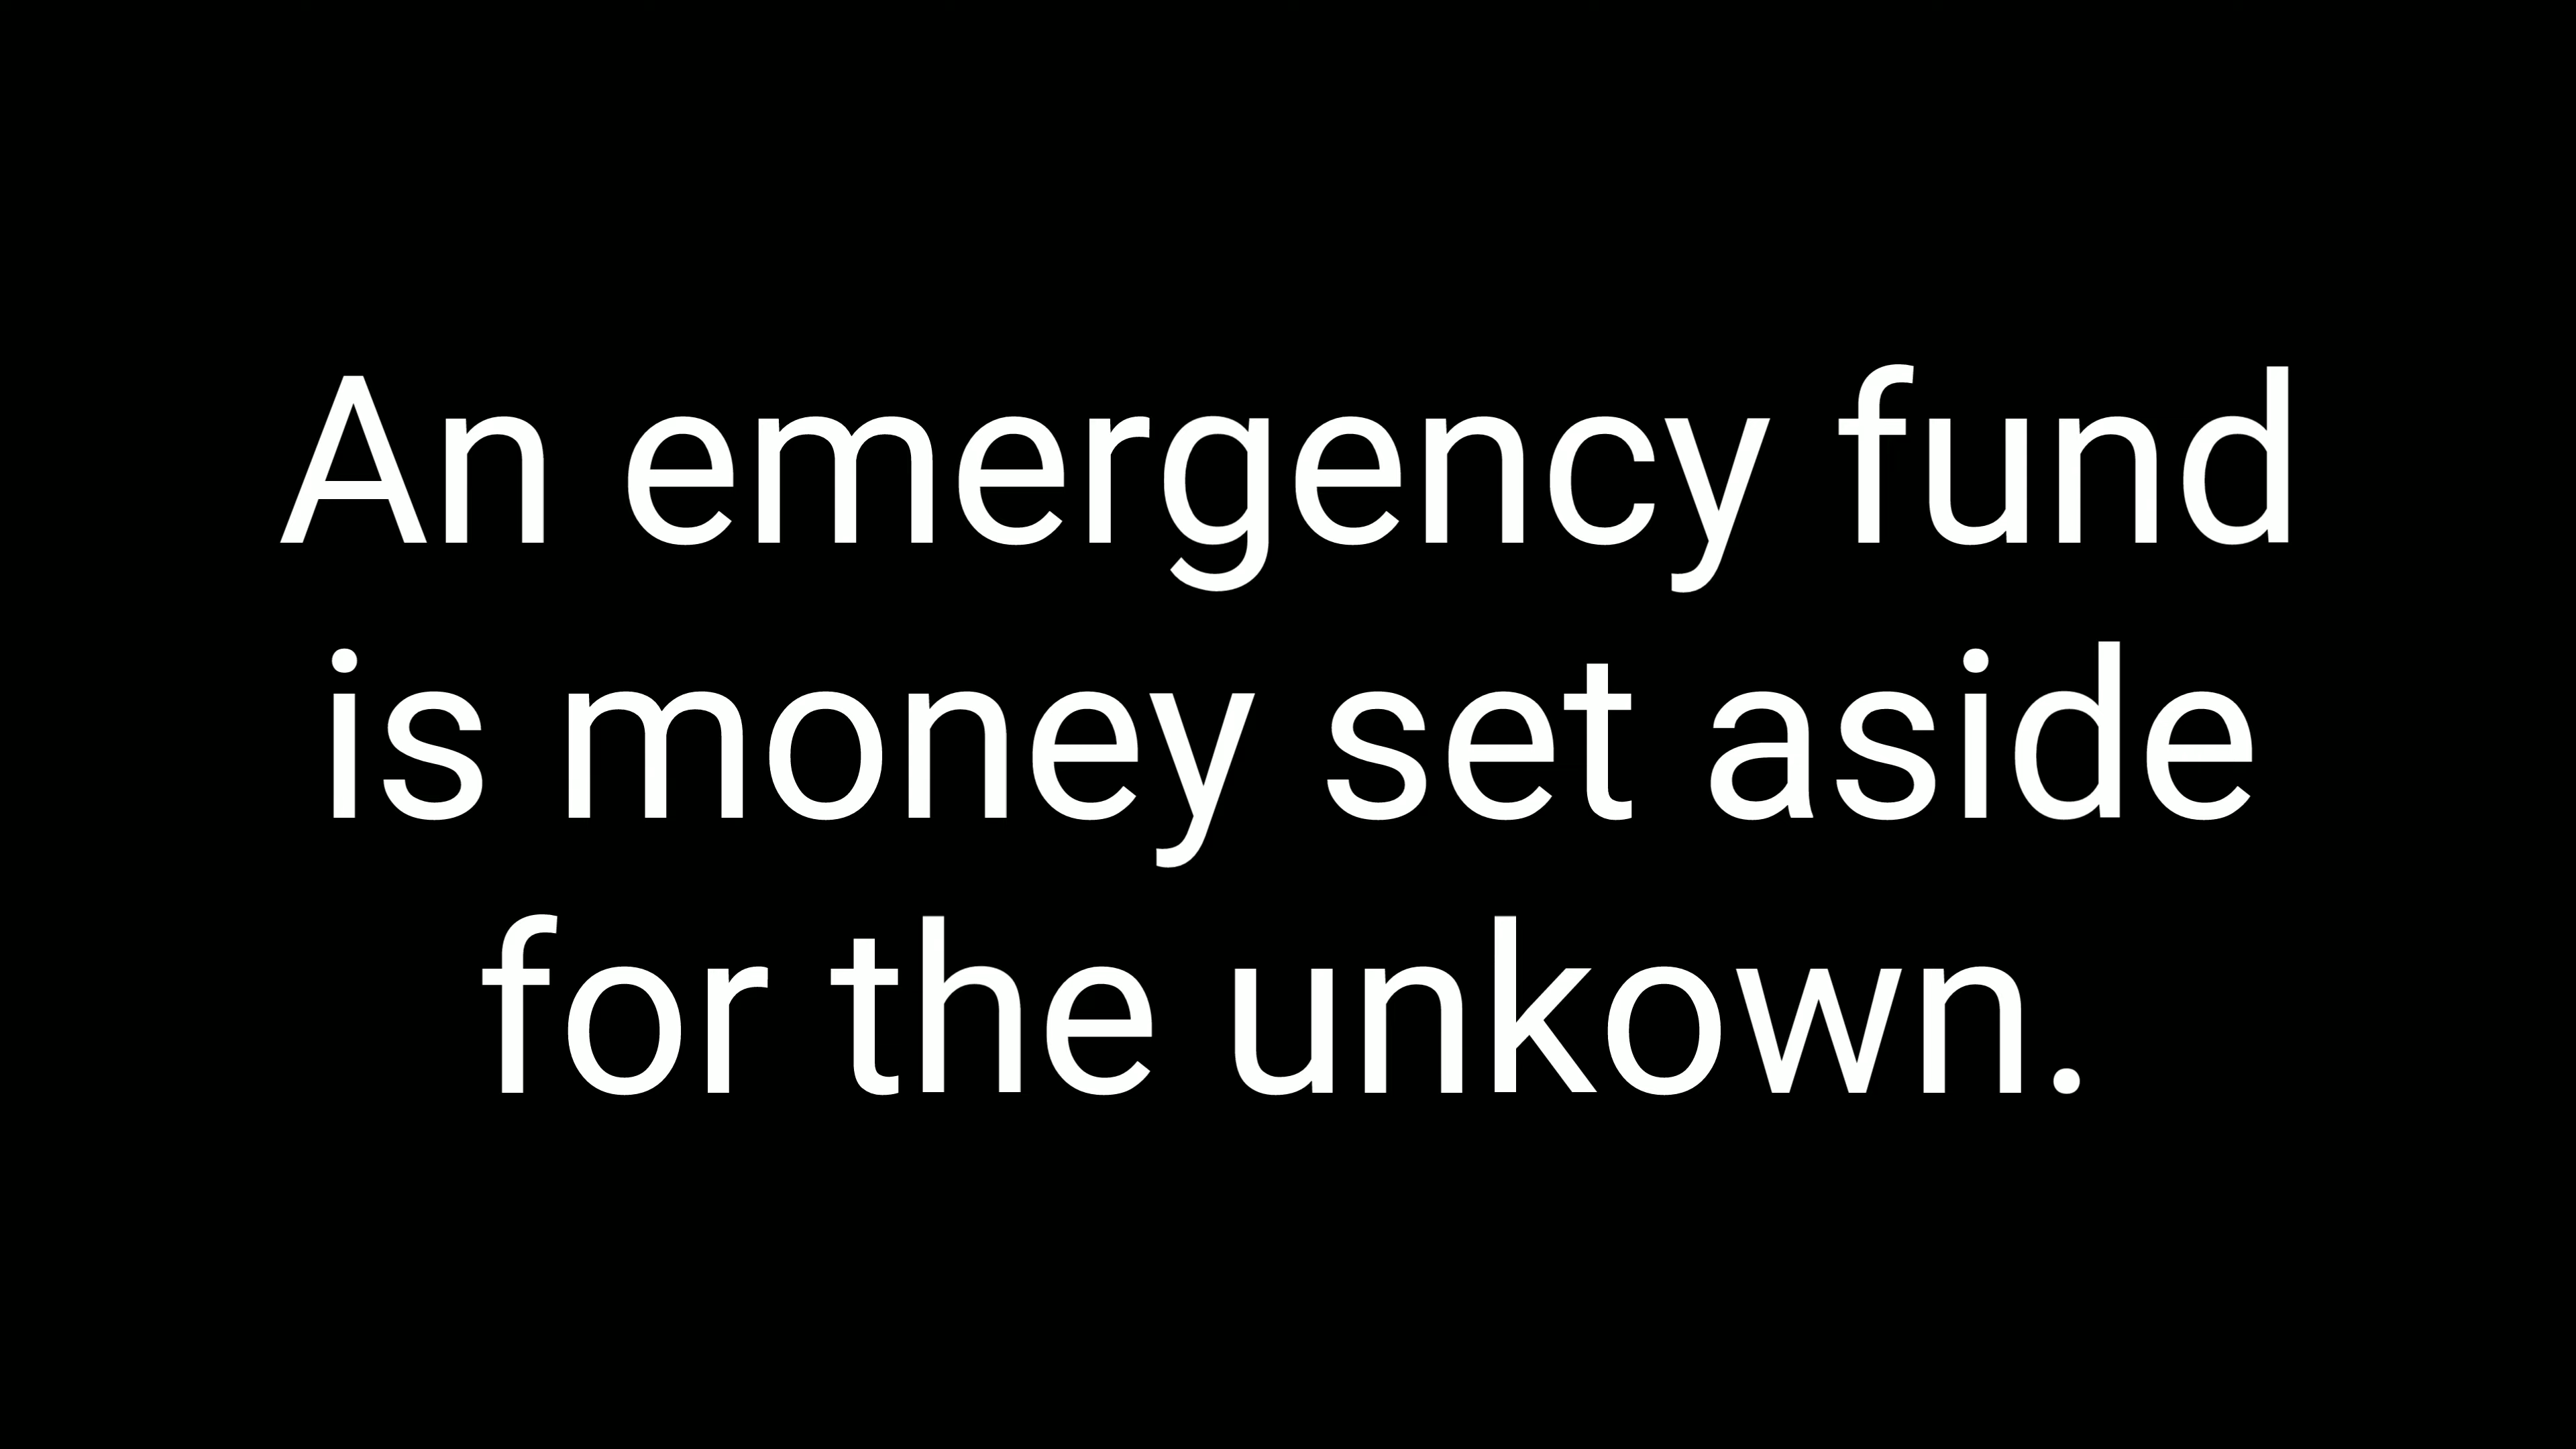 An emergency fund
is money set aside
for the unkown.